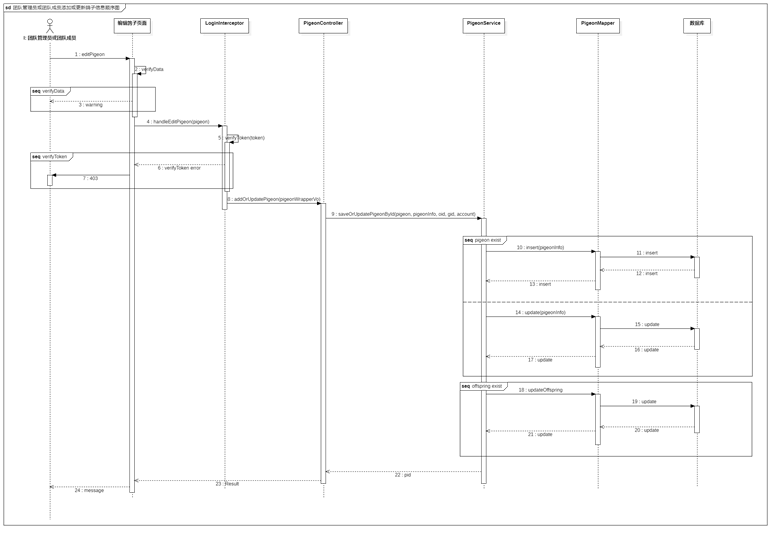 sd 团队管理员或团队成员添加或更新鸽子信息顺序图
编辑鸽子页面
LoginInterceptor
PigeonController
PigeonService
PigeonMapper
数据库
: 团队管理员或团队成员
1 : editPigeon
2 : verifyData
seq verifyData
3 : warning
4 : handleEditPigeon(pigeon)
5 : verifyToken(token)
seq verifyToken
6 : verifyToken error
7 : 403
8 : addOrUpdatePigeon(pigeonWrapperVo)
9 : saveOrUpdatePigeonById(pigeon, pigeonInfo, oid, gid, account)
seq pigeon exist
10 : insert(pigeonInfo)
11 : insert
12 : insert
13 : insert
14 : update(pigeonInfo)
15 : update
16 : update
17 : update
seq offspring exist
18 : updateOffspring
19 : update
20 : update
21 : update
22 : pid
23 : Result
24 : message